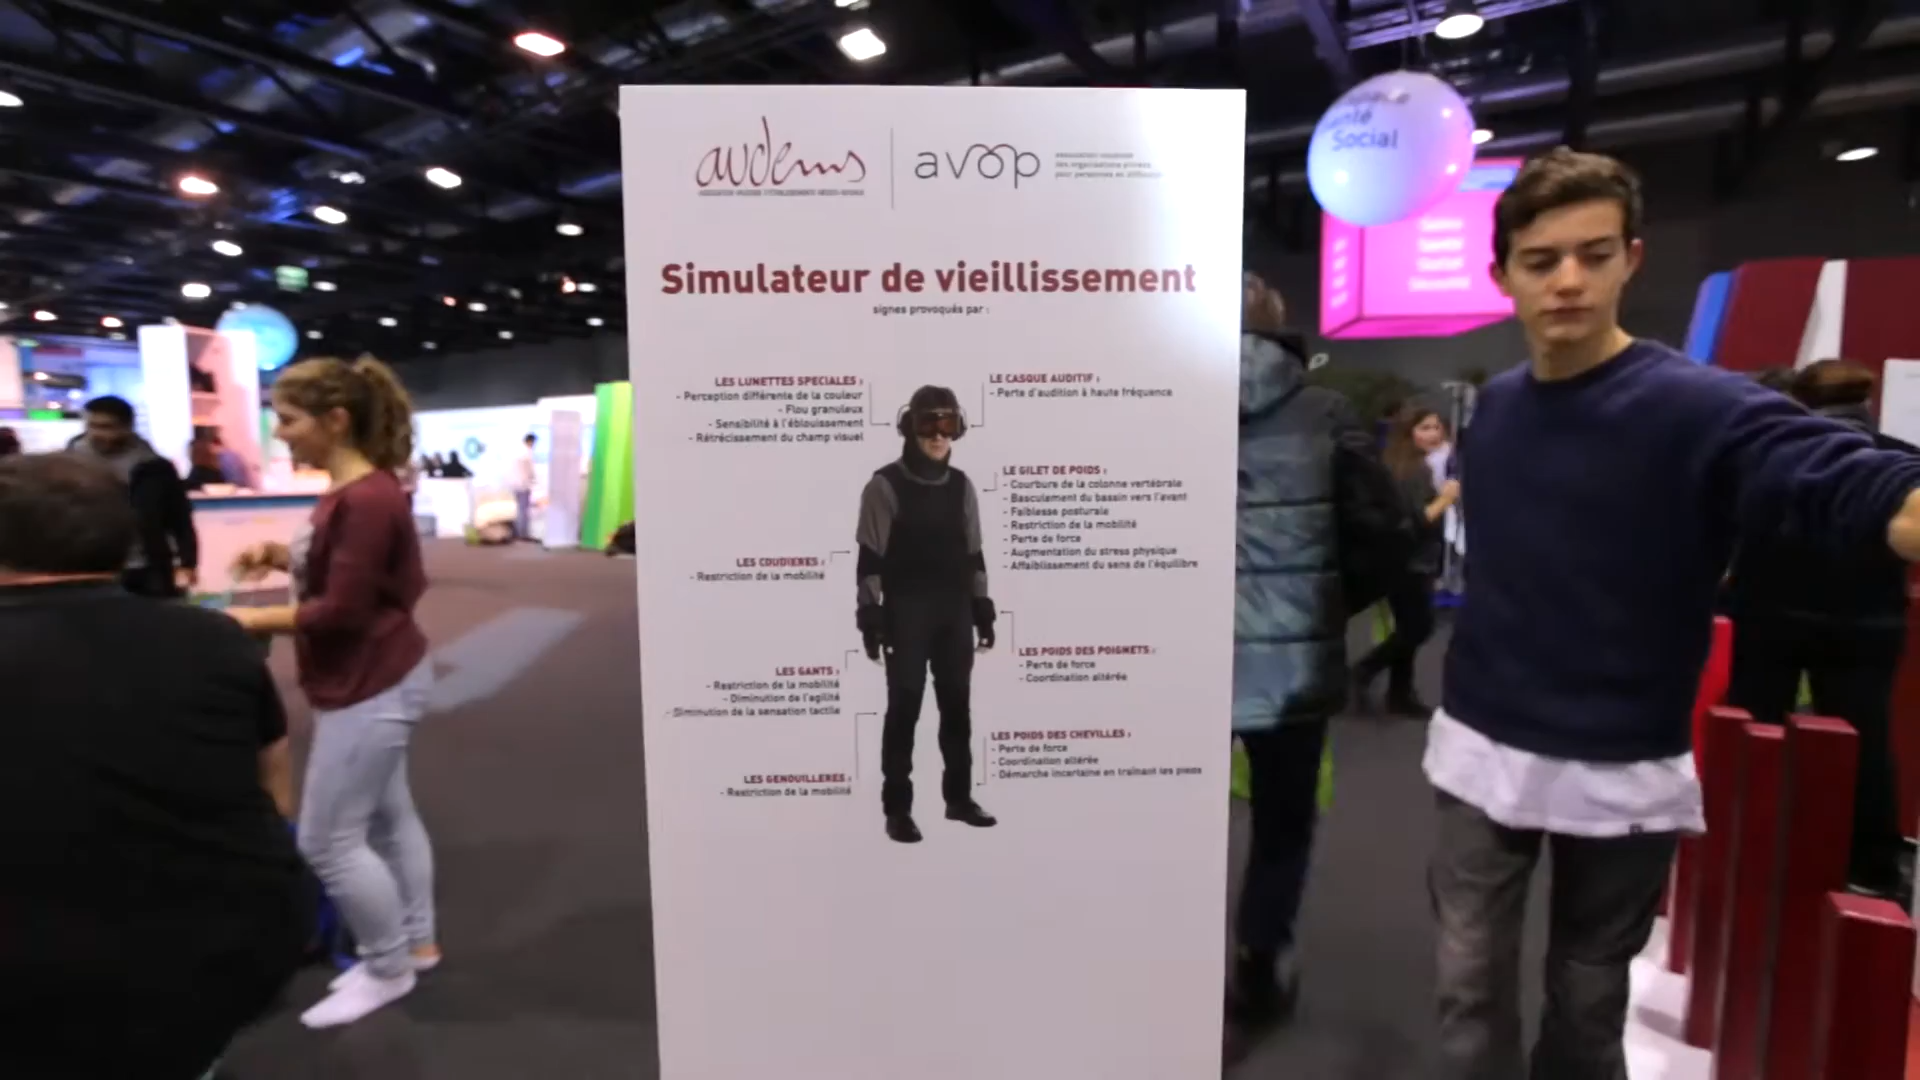 avdems
avop
Simulateur de vieillissement
signes provoqués par :
LES LUNETTES SPECIALES :
- Perception différente de la couleur
- Flou granuleux
- Sensibilité à l'éblouissement
- Rétrécissement du champ visuel
LE CASQUE AUDITIF :
- Perte d'audition à haute fréquence
LE GILET DE POIDS :
- Courbure de la colonne vertébrale
- Basculement du bassin vers l'avant
- Faiblesse posturale
- Restriction de la mobilité
- Perte de force
- Augmentation du stress physique
- Affaiblissement du sens de l'équilibre
LES COUDIERES :
- Restriction de la mobilité
LES GANTS :
- Restriction de la mobilité
- Diminution de l'agilité
- Diminution de la sensation tactile
LES POIDS DES POIGNETS :
- Perte de force
- Coordination altérée
LES GENOUILLERES :
- Restriction de la mobilité
LES POIDS DES CHEVILLES :
- Perte de force
- Coordination altérée
- Démarche incertaine en traînant les pieds
Social